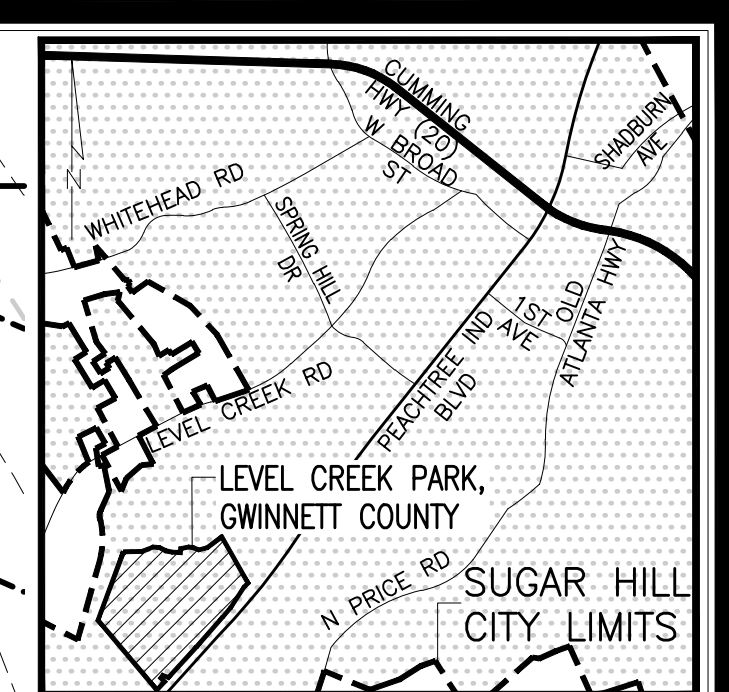 CUMMING
HWY (20)
W BROAD
ST
SHADBURN
AVE
N
WHITEHEAD RD
SPRING HILL
DR
OLD
ATLANTA HWY
1ST
AVE
PEACHTREE IND
BLVD
LEVEL CREEK RD
LEVEL CREEK PARK,
GWINNETT COUNTY
N PRICE RD
SUGAR HILL
CITY LIMITS